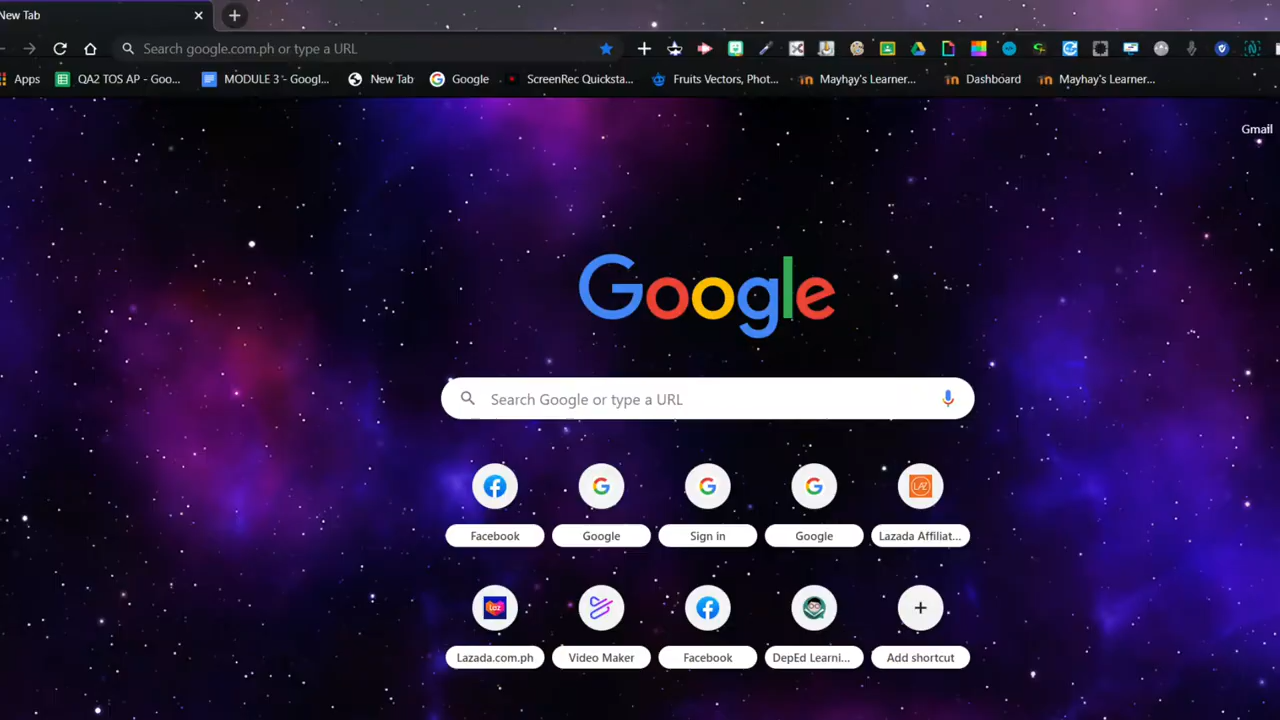 New Tab
Search google.com.ph or type a URL
Apps QA2 TOS AP - Goo... MODULE 3 - Googl... New Tab Google ScreenRec Quicksta... Fruits Vectors, Phot... Mayhay's Learner... Dashboard Mayhay's Learner...
Gmail
Google
Search Google or type a URL
Facebook Google Sign in Google Lazada Affiliat...
Lazada.com.ph Video Maker Facebook DepEd Learni... Add shortcut